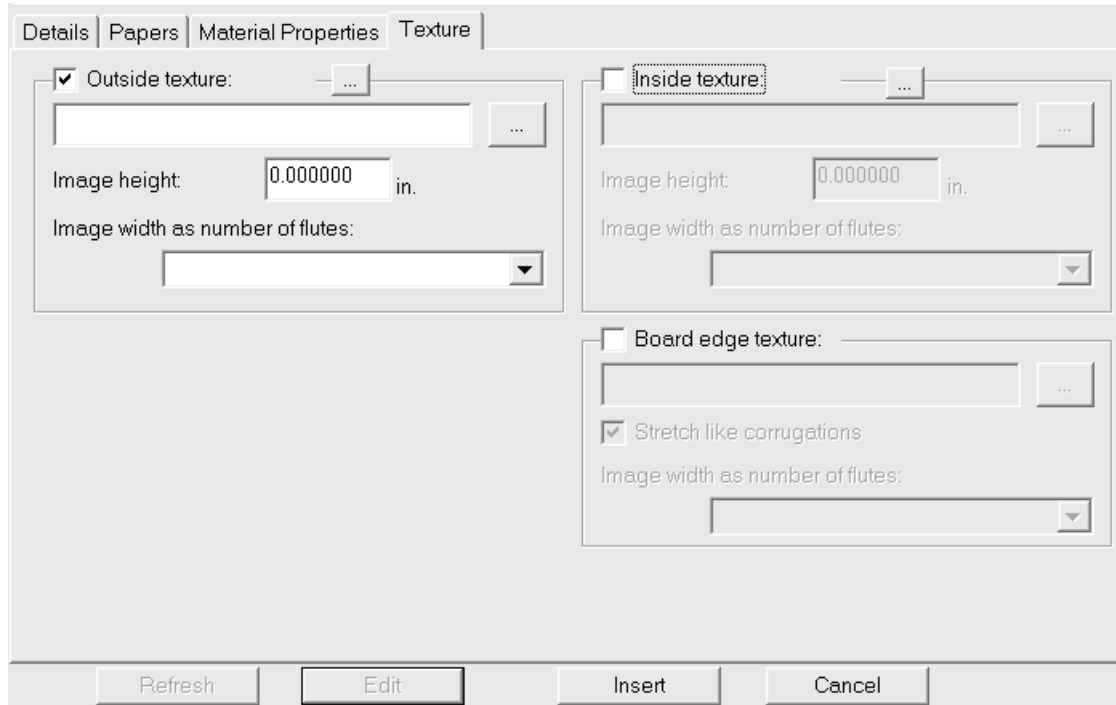 Details Papers Material Properties Texture
Outside texture: ...
...
Image height: 0.000000 in.
Image width as number of flutes:
Inside texture: ...
...
Image height: 0.000000 in.
Image width as number of flutes:
Board edge texture:
...
Stretch like corrugations
Image width as number of flutes:
Refresh Edit Insert Cancel